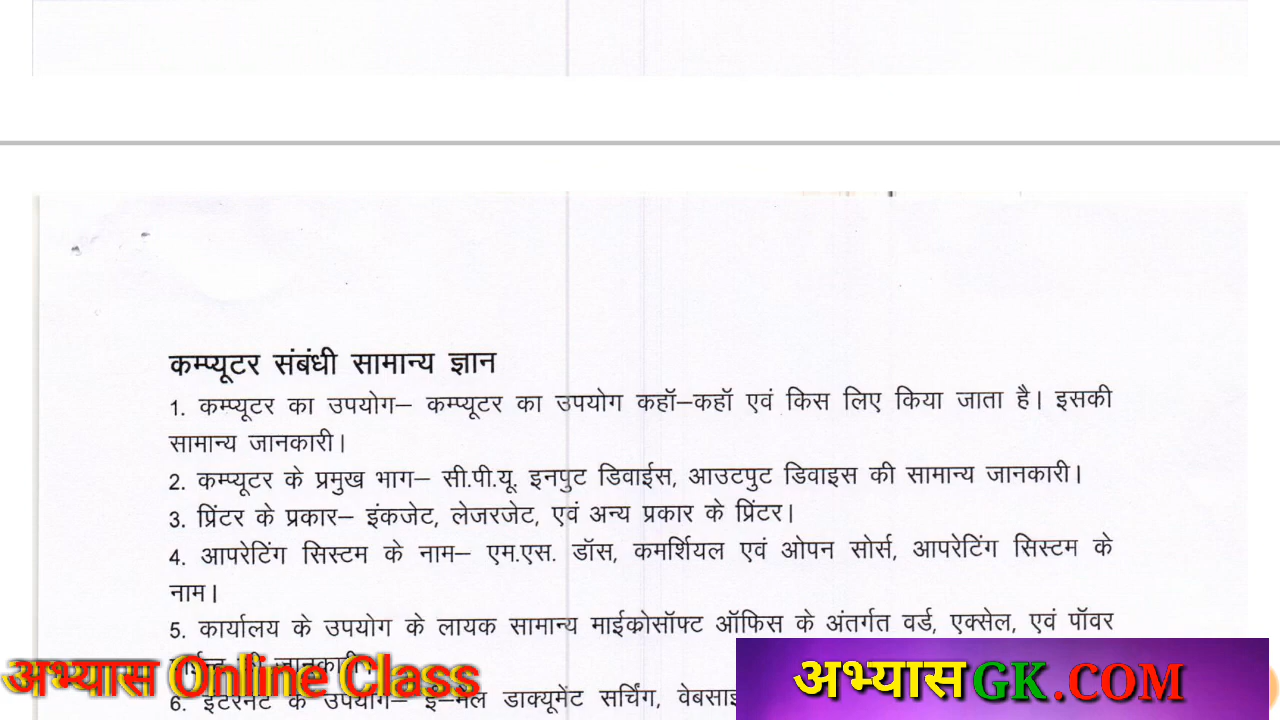 कम्प्यूटर संबंधी सामान्य ज्ञान
1. कम्प्यूटर का उपयोग– कम्प्यूटर का उपयोग कहॉ–कहॉ एवं किस लिए किया जाता है। इसकी
सामान्य जानकारी।
2. कम्प्यूटर के प्रमुख भाग– सी.पी.यू. इनपुट डिवाईस, आउटपुट डिवाइस की सामान्य जानकारी।
3. प्रिंटर के प्रकार– इंकजेट, लेजरजेट, एवं अन्य प्रकार के प्रिंटर।
4. आपरेटिंग सिस्टम के नाम– एम.एस. डॉस, कमर्शियल एवं ओपन सोर्स, आपरेटिंग सिस्टम के
नाम।
5. कार्यालय के उपयोग के लायक सामान्य माईक्रोसॉफ्ट ऑफिस के अंतर्गत वर्ड, एक्सेल, एवं पॉवर
6. इंटरनेट के उपयोग– ई–मेल डाक्यूमेंट सर्चिंग,
अभ्यास Online Class
अभ्यासGK.COM